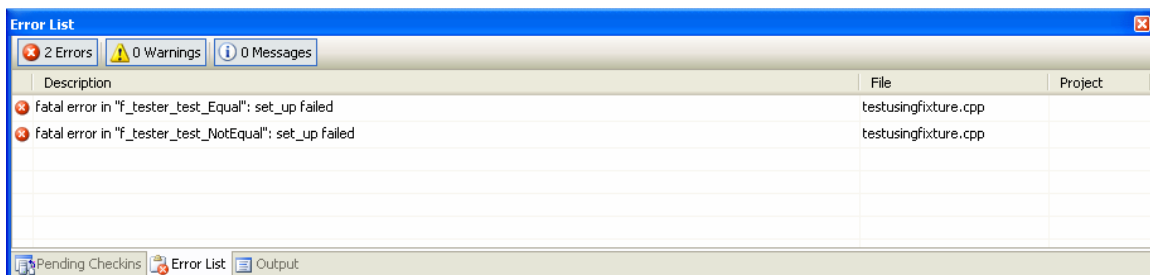 Error List
2 Errors 0 Warnings 0 Messages
Description File Project
fatal error in "f_tester_test_Equal": set_up failed testusingfixture.cpp
fatal error in "f_tester_test_NotEqual": set_up failed testusingfixture.cpp
Pending Checkins Error List Output